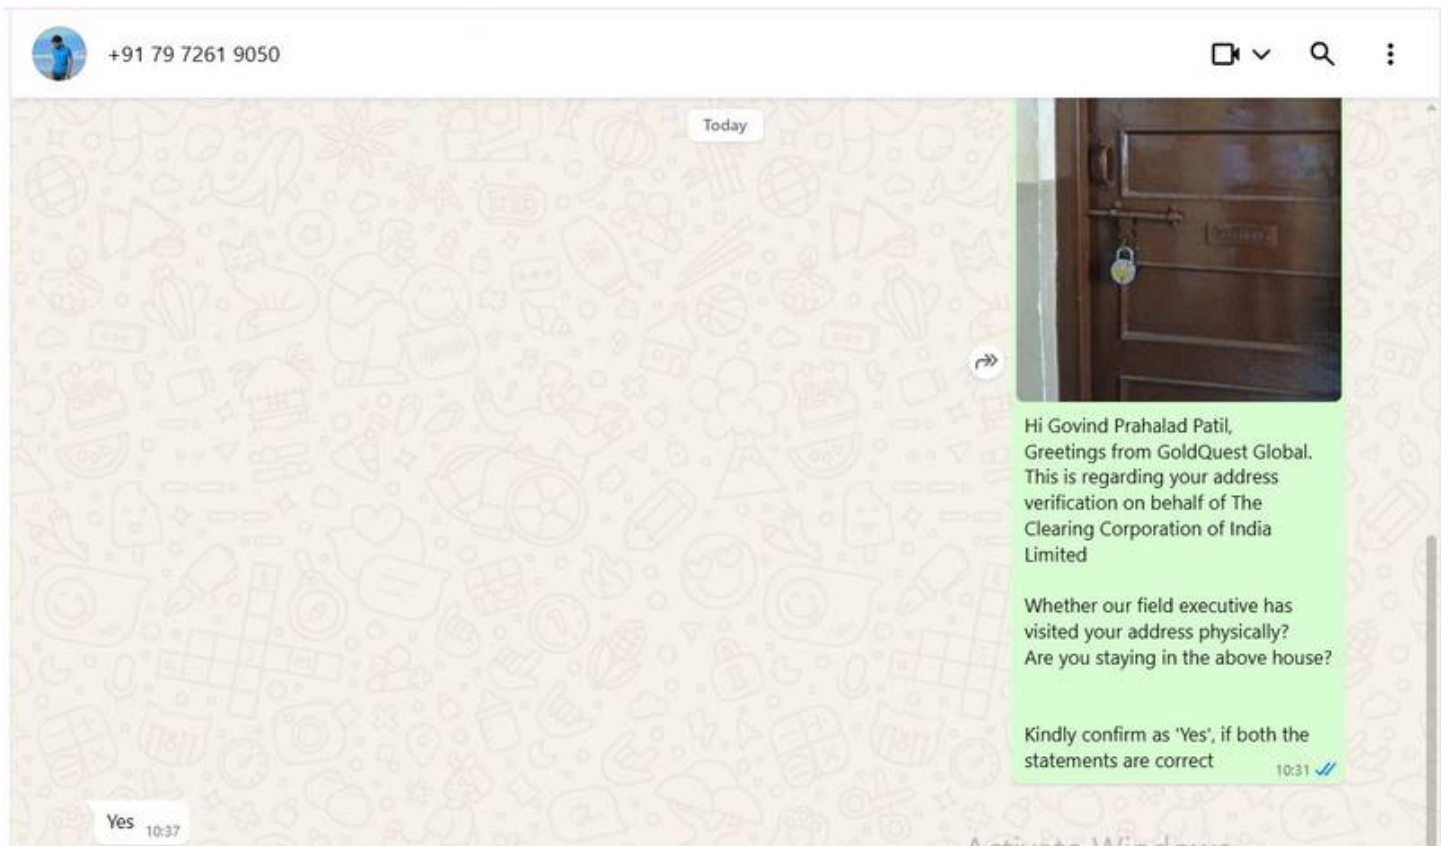 +91 79 7261 9050
Today
Hi Govind Prahalad Patil,
Greetings from GoldQuest Global.
This is regarding your address
verification on behalf of The
Clearing Corporation of India
Limited
Whether our field executive has
visited your address physically?
Are you staying in the above house?
Kindly confirm as 'Yes', if both the
statements are correct
10:31
Yes 10:37
Activate Windows